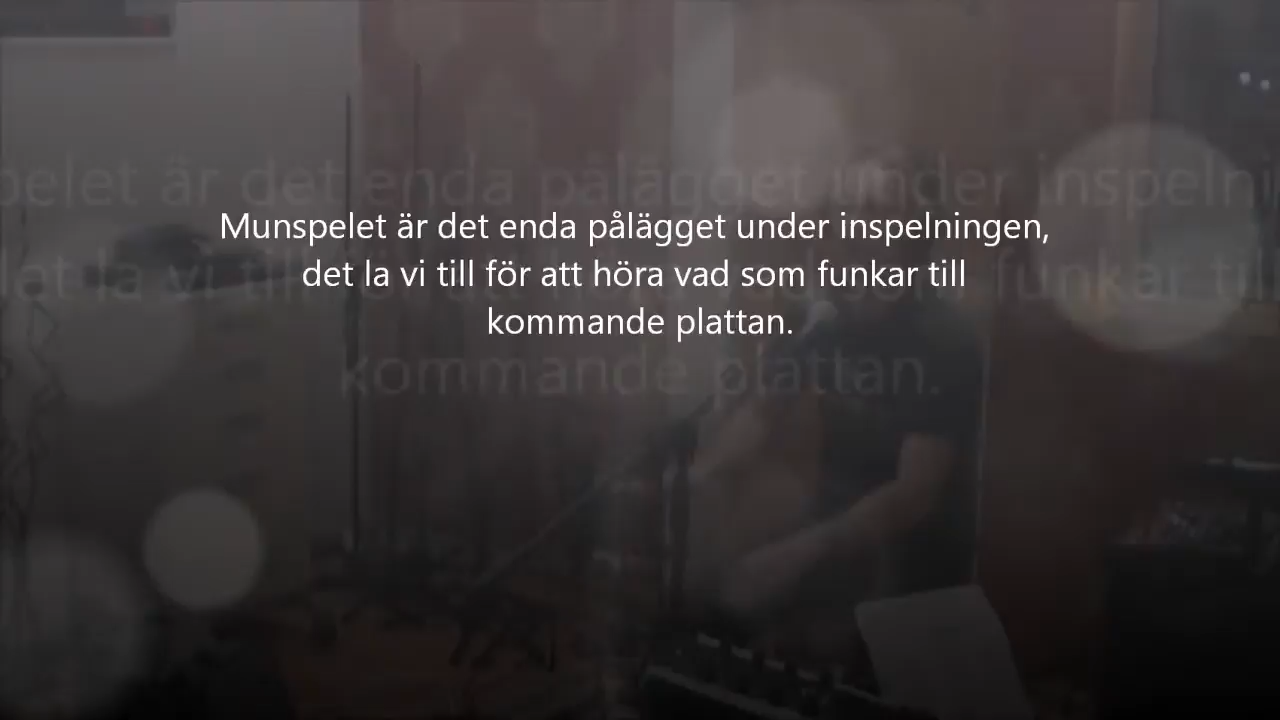 Munspelet är det enda pålägget under inspelningen,
det la vi till för att höra vad som funkar till
kommande plattan.